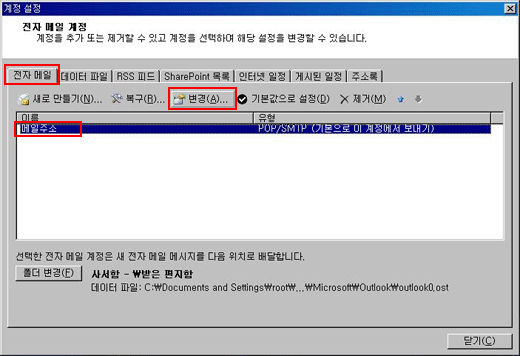 계정 설정
전자 메일 계정
계정을 추가 또는 제거할 수 있고 계정을 선택하여 해당 설정을 변경할 수 있습니다.
전자 메일 데이터 파일 RSS 피드 SharePoint 목록 인터넷 일정 게시된 일정 주소록
새로 만들기(N)... 복구(R)... 변경(A)... 기본값으로 설정(D) 제거(M)
이름 유형
메일주소 POP/SMTP (기본으로 이 계정에서 보내기)
선택한 전자 메일 계정은 새 전자 메일 메시지를 다음 위치로 배달합니다.
폴더 변경(F) 사서함 - ₩받은 편지함
데이터 파일: C:₩Documents and Settings₩root₩...₩Microsoft₩Outlook₩outlook0.ost
닫기(C)